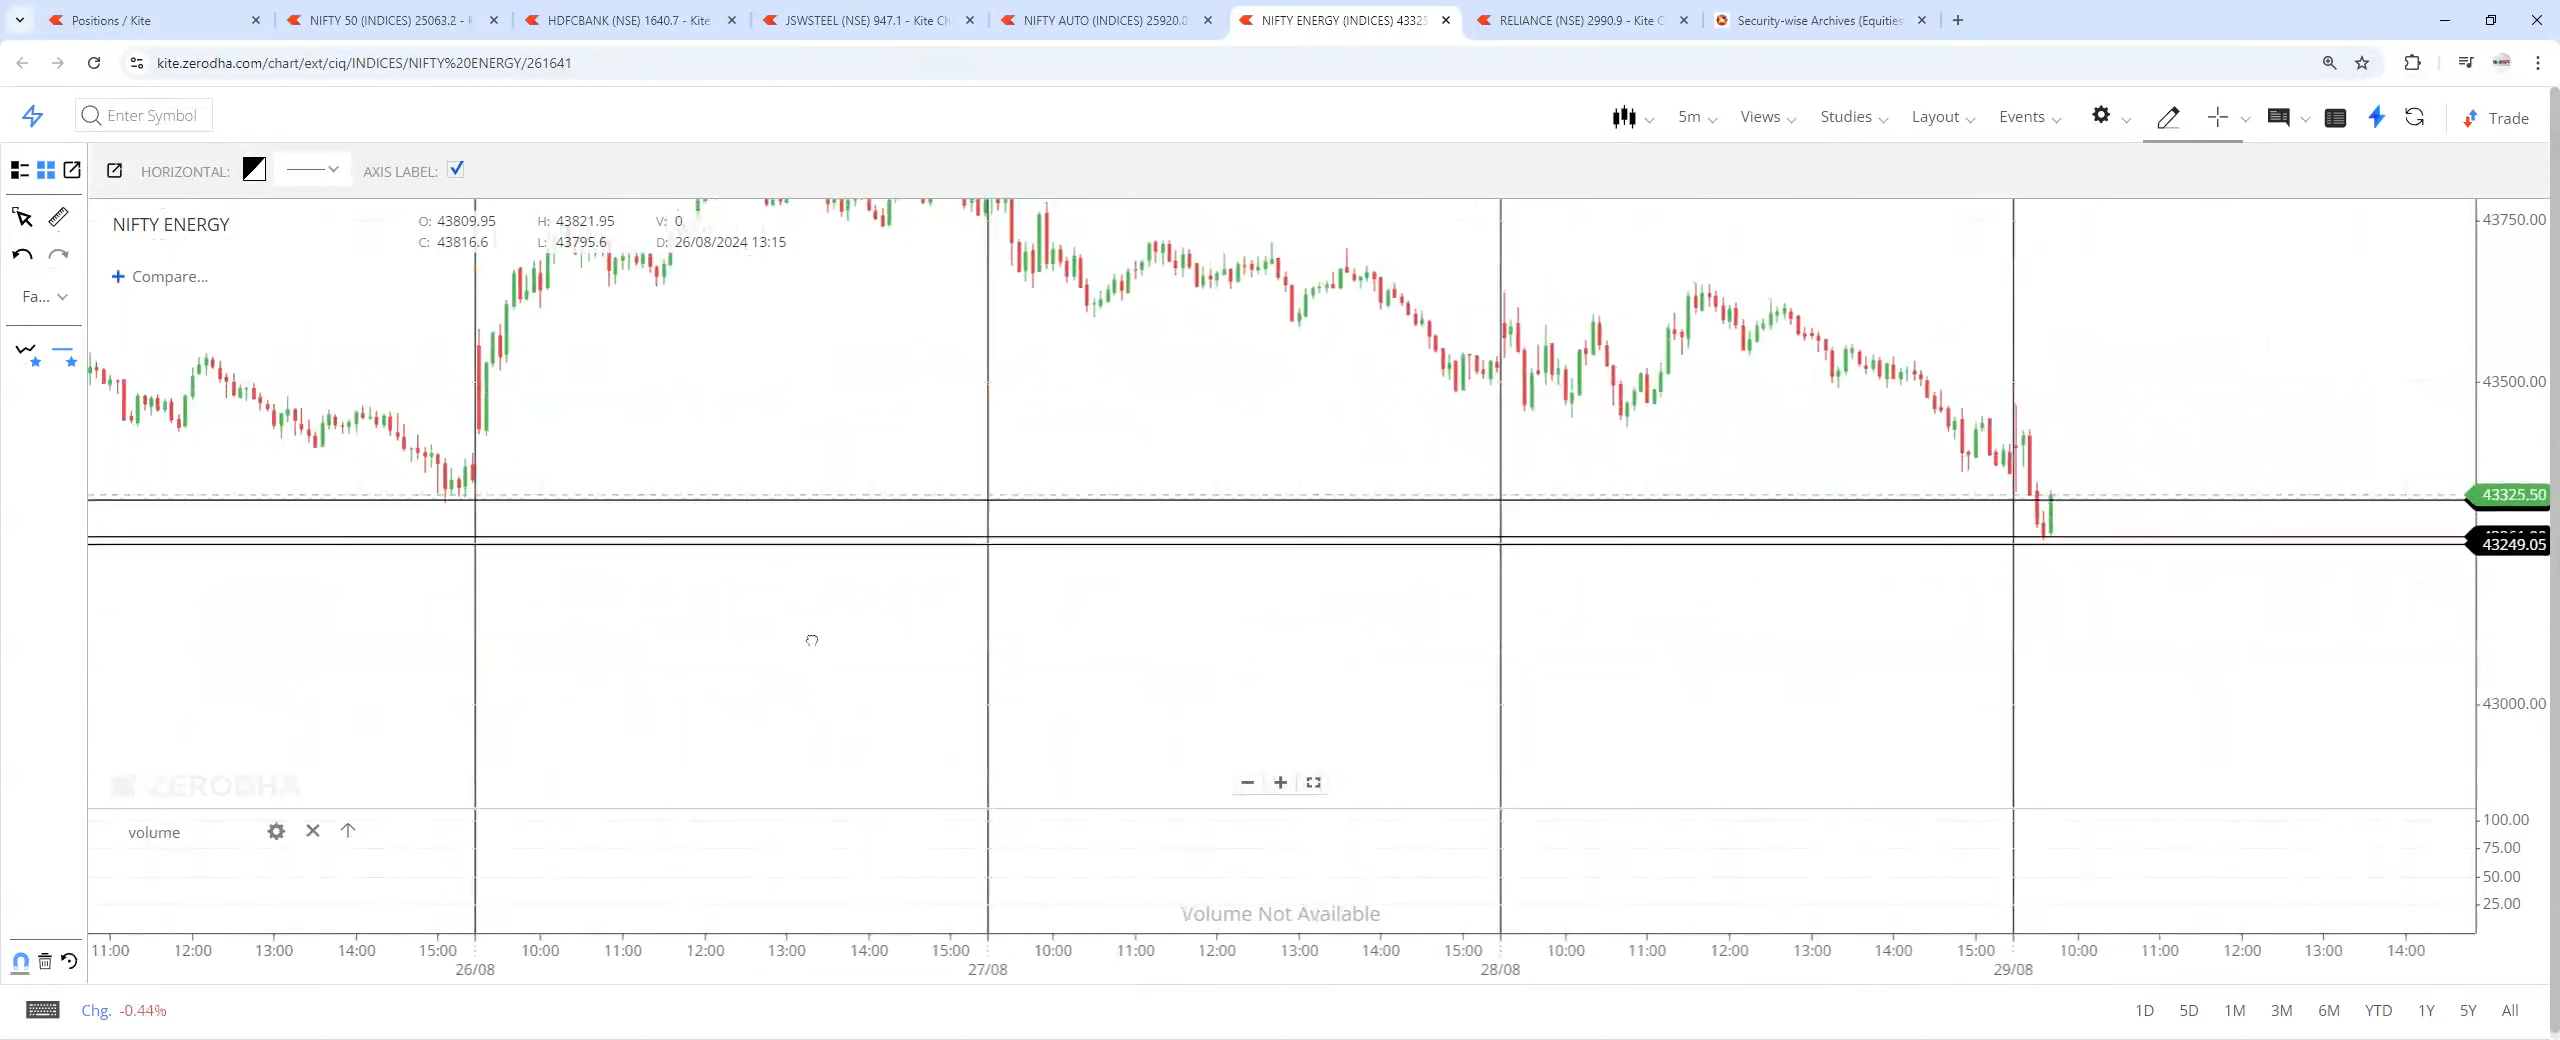 Positions / Kite
NIFTY 50 (INDICES) 25063.2 -
HDFCBANK (NSE) 1640.7 - Kite
JSWSTEEL (NSE) 947.1 - Kite Ch
NIFTY AUTO (INDICES) 25920.0
NIFTY ENERGY (INDICES) 43325
RELIANCE (NSE) 2990.9 - Kite C
Security-wise Archives (Equities
kite.zerodha.com/chart/ext/ciq/INDICES/NIFTY%20ENERGY/261641
Enter Symbol
5m
Views
Studies
Layout
Events
Trade
HORIZONTAL:
AXIS LABEL:
NIFTY ENERGY
O: 43809.95 H: 43821.95 V: 0
C: 43816.6 L: 43795.6 D: 26/08/2024 13:15
+ Compare...
Fa...
43750.00
43500.00
43325.50
43249.05
43000.00
ZERODHA
volume
100.00
75.00
50.00
25.00
Volume Not Available
11:00 12:00 13:00 14:00 15:00 10:00 11:00 12:00 13:00 14:00 15:00 10:00 11:00 12:00 13:00 14:00 15:00 10:00 11:00 12:00 13:00 14:00 15:00 10:00 11:00 12:00 13:00 14:00
26/08 27/08 28/08 29/08
Chg. -0.44%
1D 5D 1M 3M 6M YTD 1Y 5Y All